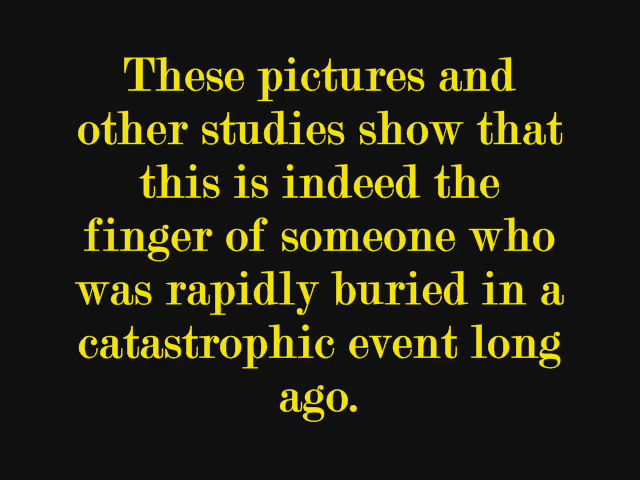 These pictures and
other studies show that
this is indeed the
finger of someone who
was rapidly buried in a
catastrophic event long
ago.